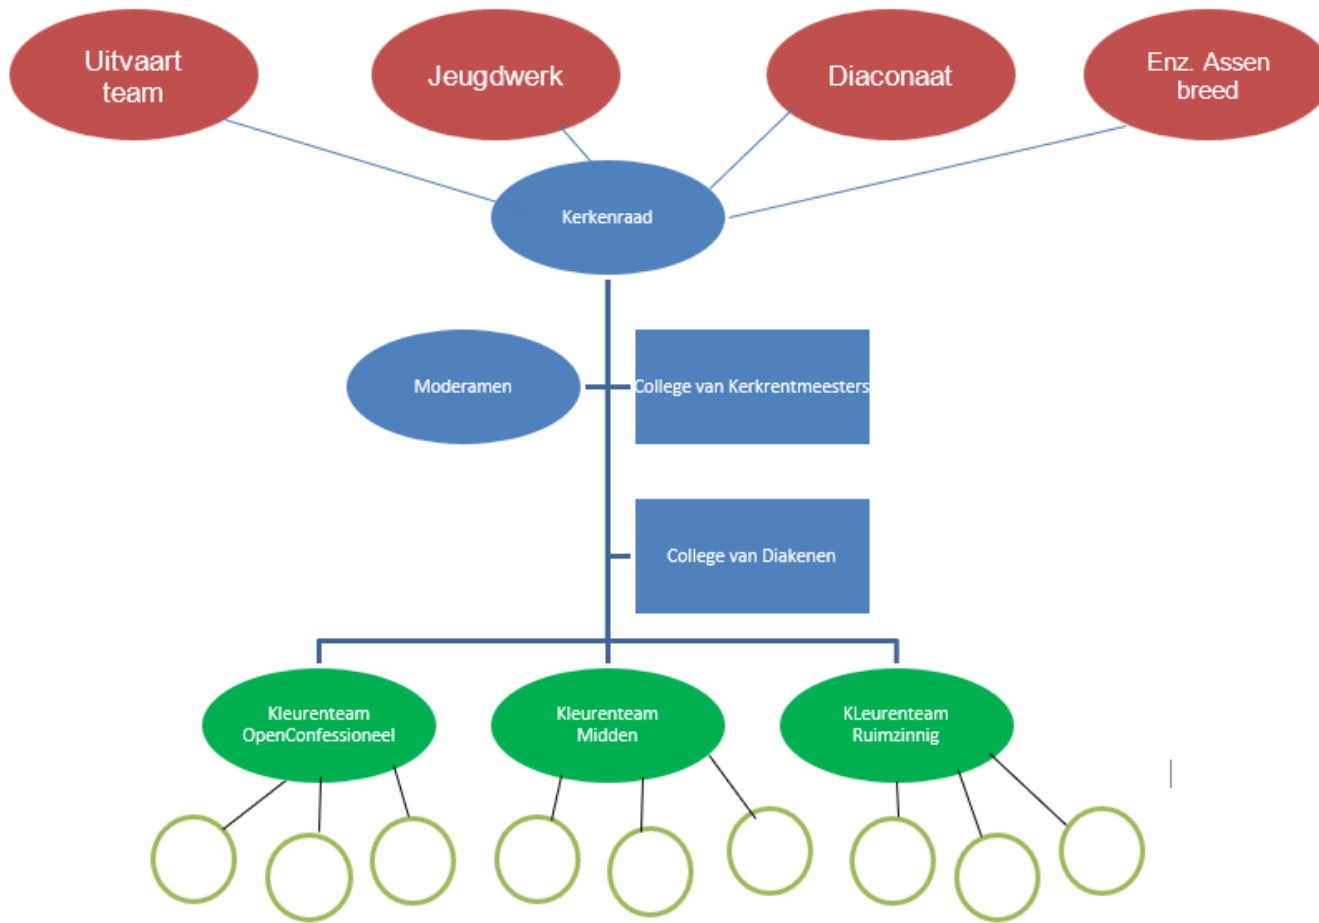 Uitvaart
team
Jeugdwerk
Diaconaat
Enz. Assen
breed
Kerkenraad
Moderamen
College van Kerkrentmeesters
College van Diakenen
Kleurenteam
OpenConfessioneel
Kleurenteam
Midden
KLeurenteam
Ruimzinnig